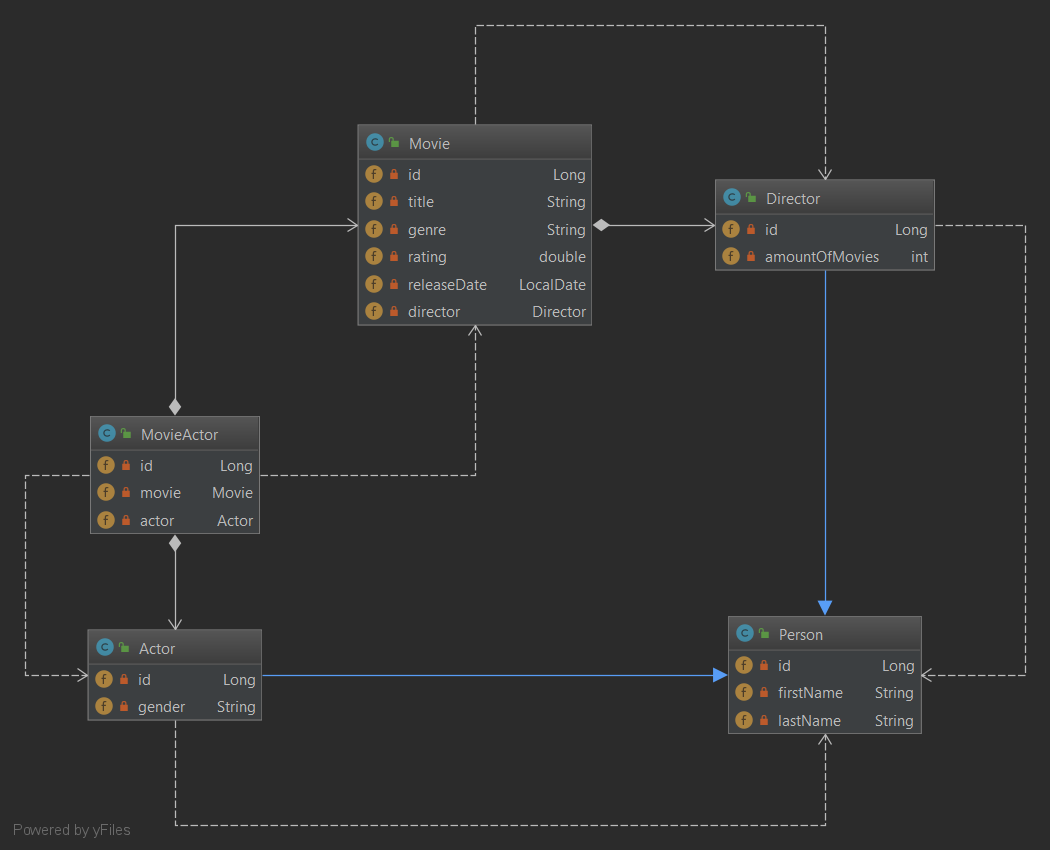 Movie
id Long
title String
genre String
rating double
releaseDate LocalDate
director Director
Director
id Long
amountOfMovies int
MovieActor
id Long
movie Movie
actor Actor
Actor
id Long
gender String
Person
id Long
firstName String
lastName String
Powered by yFiles